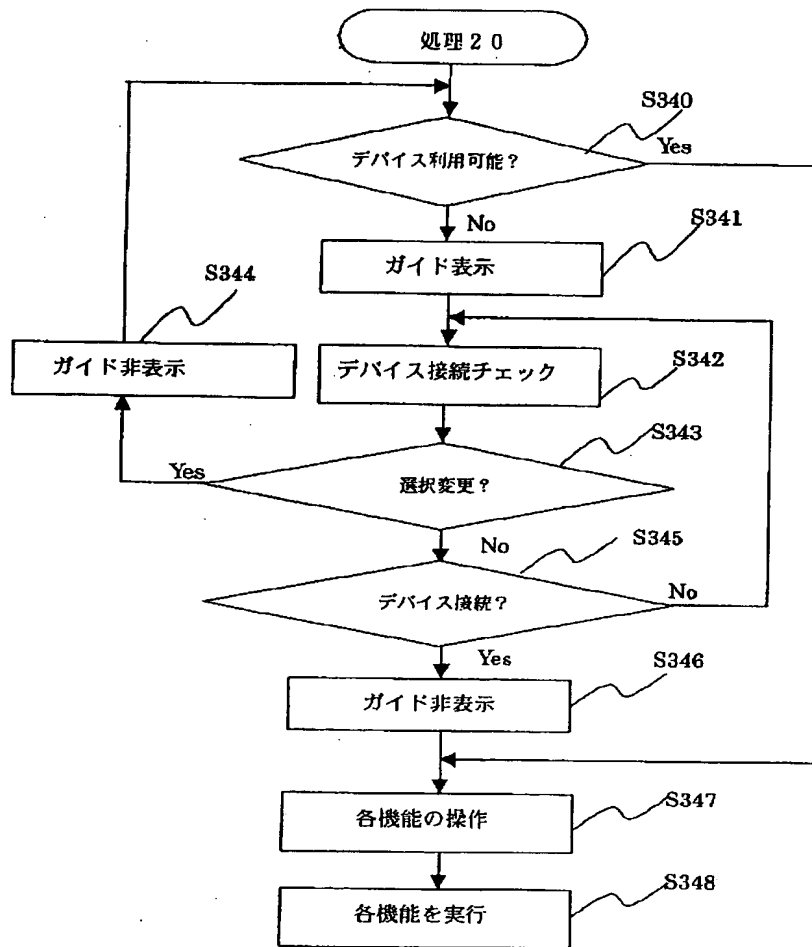 処理２０
S340
デバイス利用可能？
Yes
No
S341
ガイド表示
S344
ガイド非表示
デバイス接続チェック
S342
S343
Yes
選択変更？
No
S345
デバイス接続？
No
Yes
S346
ガイド非表示
S347
各機能の操作
S348
各機能を実行